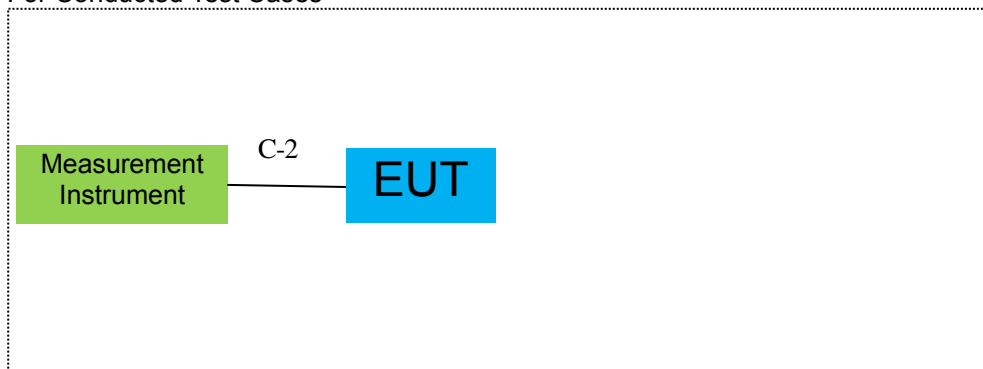 For Conducted Test Cases
C-2
Measurement
Instrument
EUT